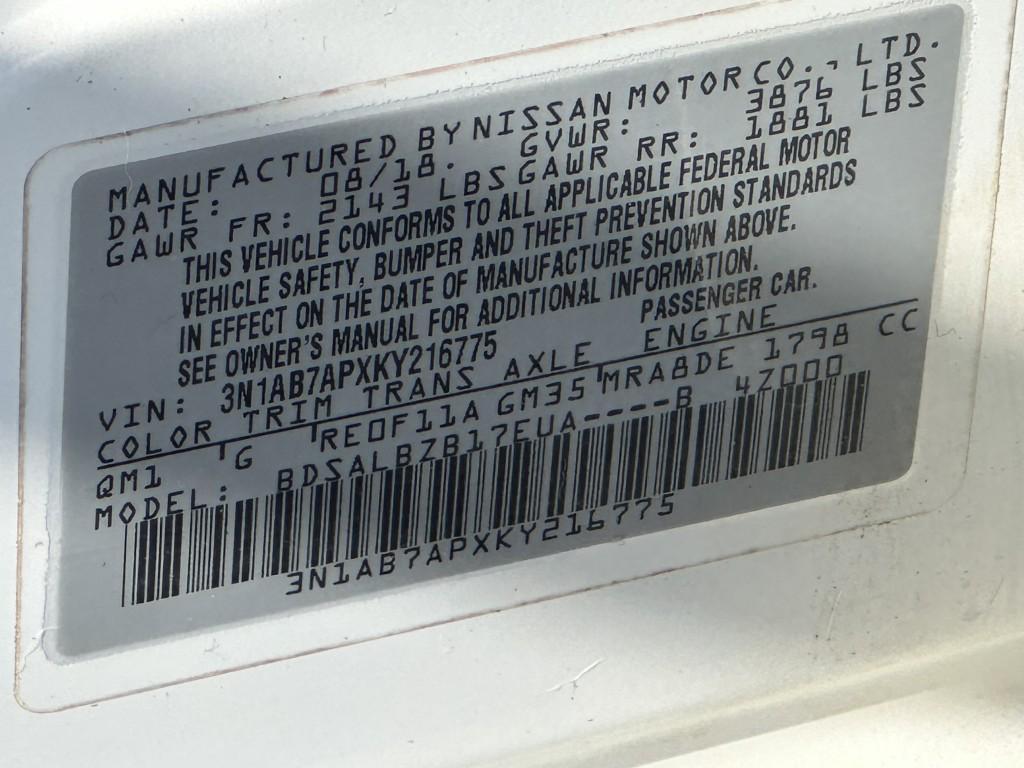 MANUFACTURED BY NISSAN MOTOR CO., LTD.
DATE: 08/18. GVWR: 3876 LBS
GAWR FR: 2143 LBS GAWR RR: 1881 LBS
THIS VEHICLE CONFORMS TO ALL APPLICABLE FEDERAL MOTOR
VEHICLE SAFETY, BUMPER AND THEFT PREVENTION STANDARDS
IN EFFECT ON THE DATE OF MANUFACTURE SHOWN ABOVE.
SEE OWNER'S MANUAL FOR ADDITIONAL INFORMATION.
VIN: 3N1AB7APXKY216775 PASSENGER CAR.
COLOR TRIM TRANS AXLE ENGINE
QM1 G RE0F11A GM35 MRA8DE 1798 CC
MODEL: BDSALBZB17EUA----B 4Z000
3N1AB7APXKY216775